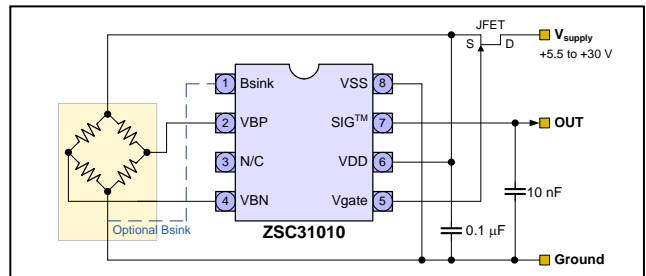 JFET
S D
Vsupply
+5.5 to +30 V
1 Bsink VSS 8
2 VBP SIG™ 7 OUT
3 N/C VDD 6
4 VBN Vgate 5
10 nF
Optional Bsink
ZSC31010
0.1 µF
Ground